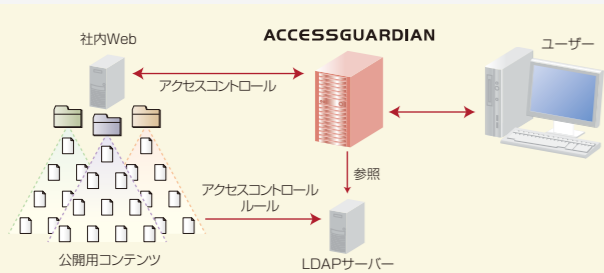 社内Web
ACCESSGUARDIAN
ユーザー
アクセスコントロール
参照
アクセスコントロール
ルール
公開用コンテンツ
LDAPサーバー